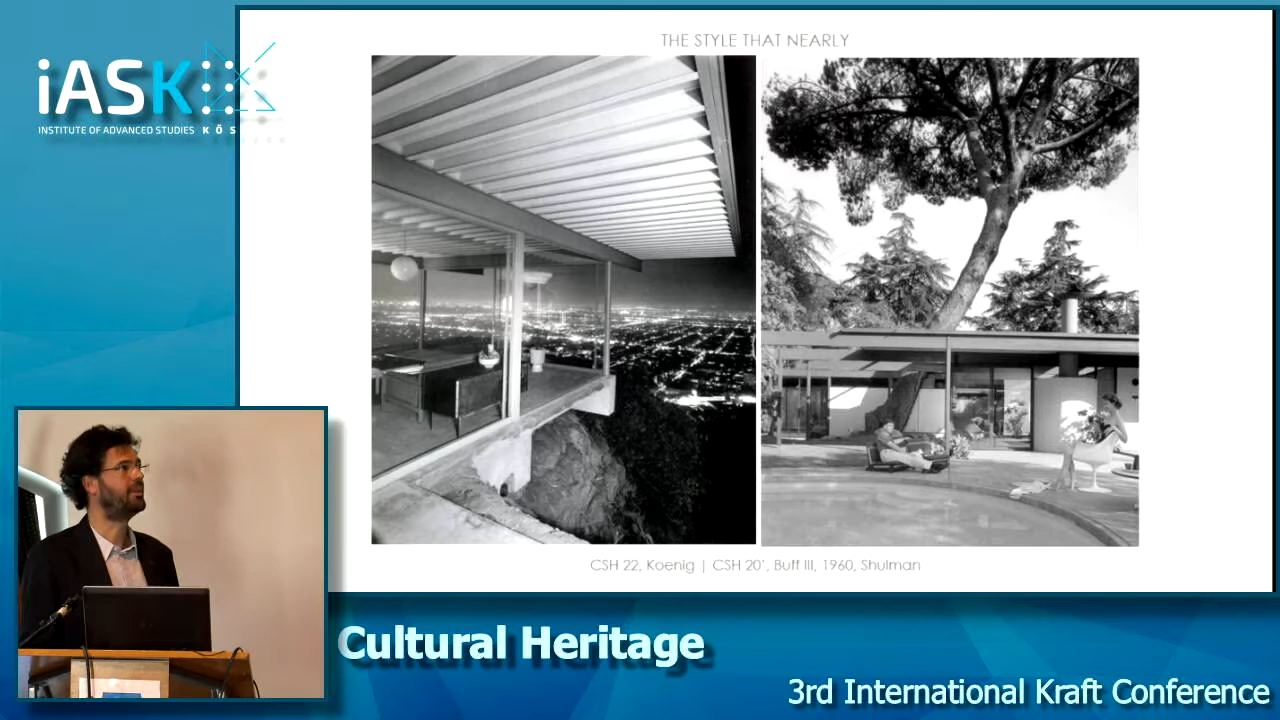 THE STYLE THAT NEARLY
iASK
INSTITUTE OF ADVANCED STUDIES KŐS
CSH 22, Koenig | CSH 20', Buff III, 1960, Shulman
Cultural Heritage
3rd International Kraft Conference